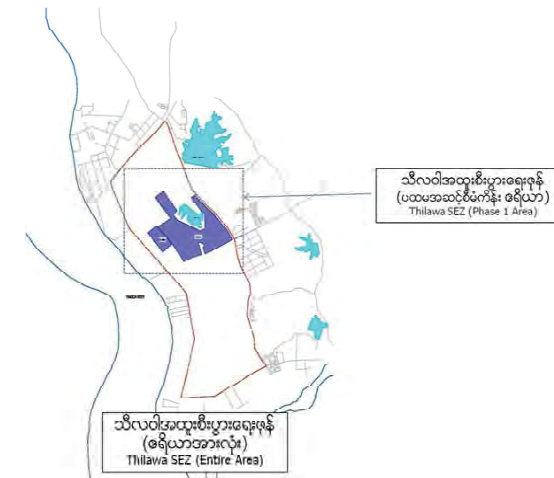 သီလဝါအထူးစီးပွားရေးဇုန်
(ပထမအဆင့်စီမံကိန်း ဧရိယာ)
Thilawa SEZ (Phase 1 Area)
သီလဝါအထူးစီးပွားရေးဇုန်
(ဧရိယာအားလုံး)
Thilawa SEZ (Entire Area)